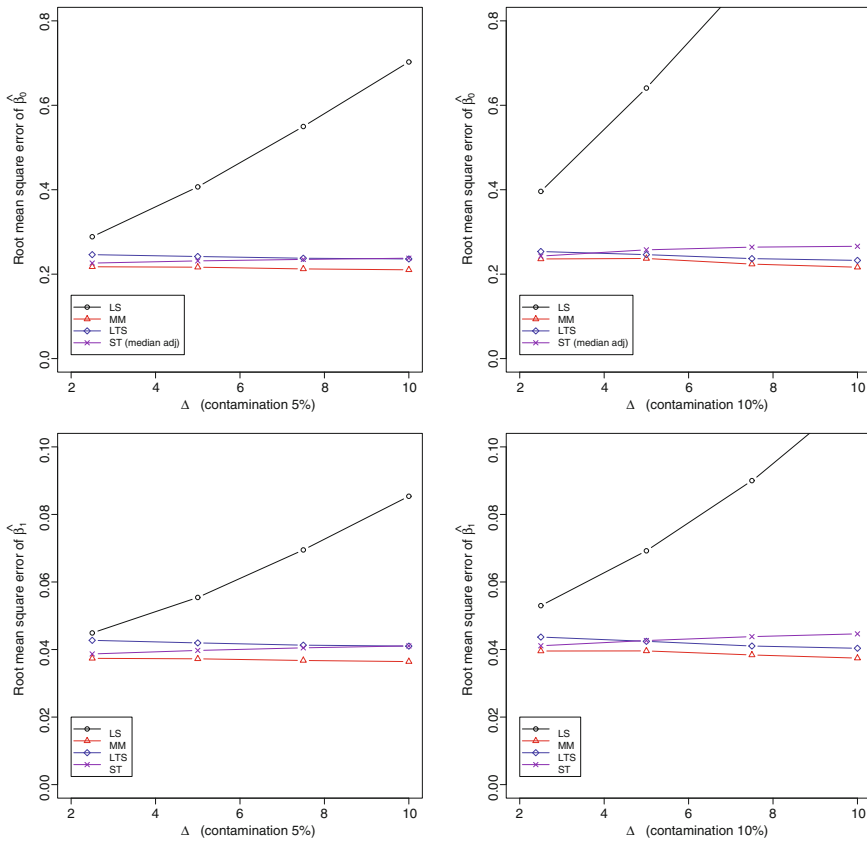 Root mean square error of β̂₀
0.0 0.2 0.4 0.6 0.8
LS
MM
LTS
ST (median adj)
2 4 6 8 10
Δ (contamination 5%)
Root mean square error of β̂₀
0.0 0.2 0.4 0.6 0.8
LS
MM
LTS
ST (median adj)
2 4 6 8 10
Δ (contamination 10%)
Root mean square error of β̂₁
0.00 0.02 0.04 0.06 0.08 0.10
LS
MM
LTS
ST
2 4 6 8 10
Δ (contamination 5%)
Root mean square error of β̂₁
0.00 0.02 0.04 0.06 0.08 0.10
LS
MM
LTS
ST
2 4 6 8 10
Δ (contamination 10%)